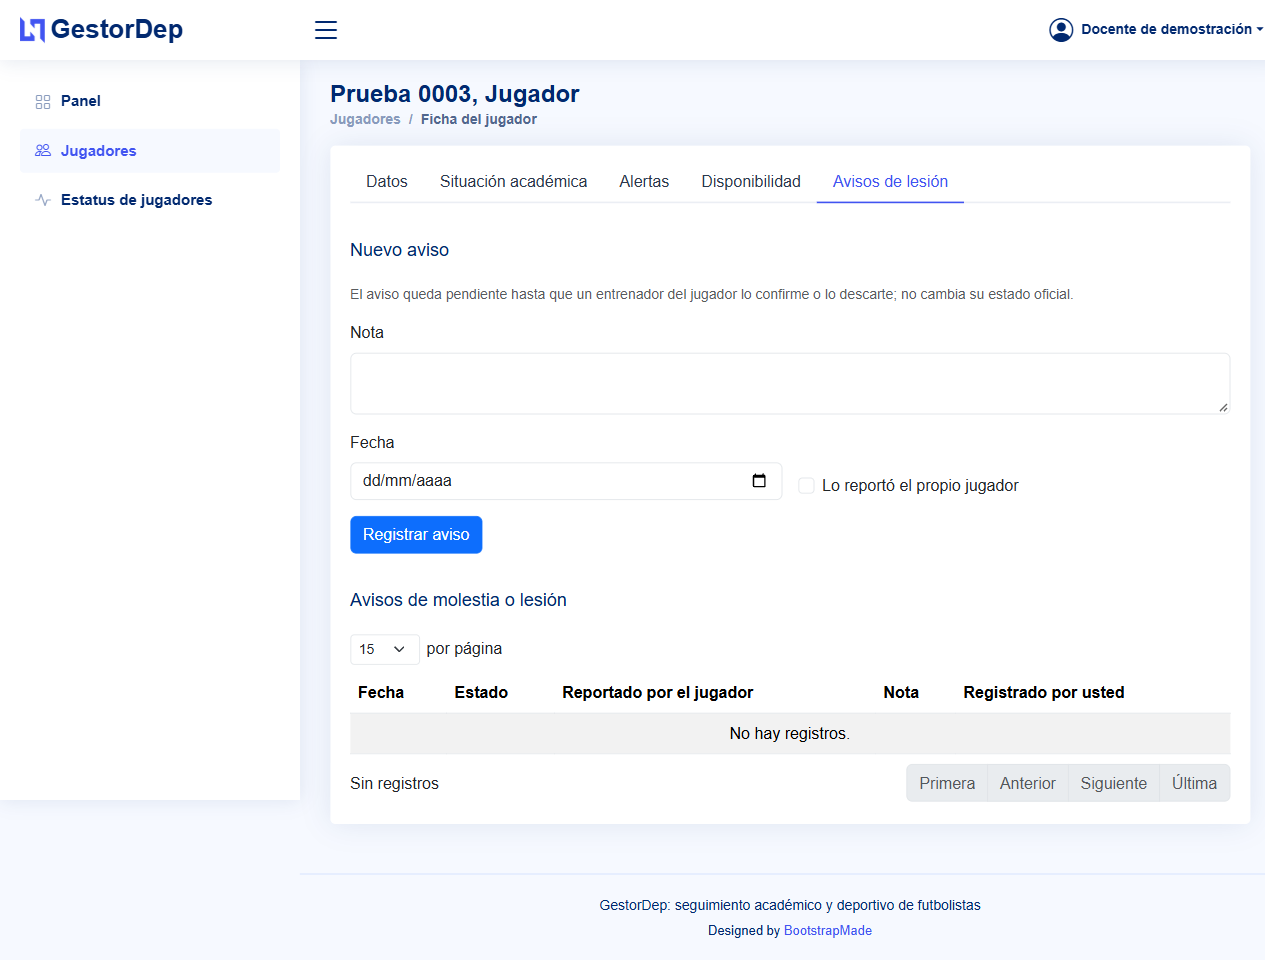 GestorDep
Docente de demostración
Panel
Jugadores
Estatus de jugadores
Prueba 0003, Jugador
Jugadores / Ficha del jugador
Datos Situación académica Alertas Disponibilidad Avisos de lesión
Nuevo aviso
El aviso queda pendiente hasta que un entrenador del jugador lo confirme o lo descarte; no cambia su estado oficial.
Nota
Fecha
dd/mm/aaaa
Lo reportó el propio jugador
Registrar aviso
Avisos de molestia o lesión
15 por página
Fecha Estado Reportado por el jugador Nota Registrado por usted
No hay registros.
Sin registros
Primera Anterior Siguiente Última
GestorDep: seguimiento académico y deportivo de futbolistas
Designed by BootstrapMade